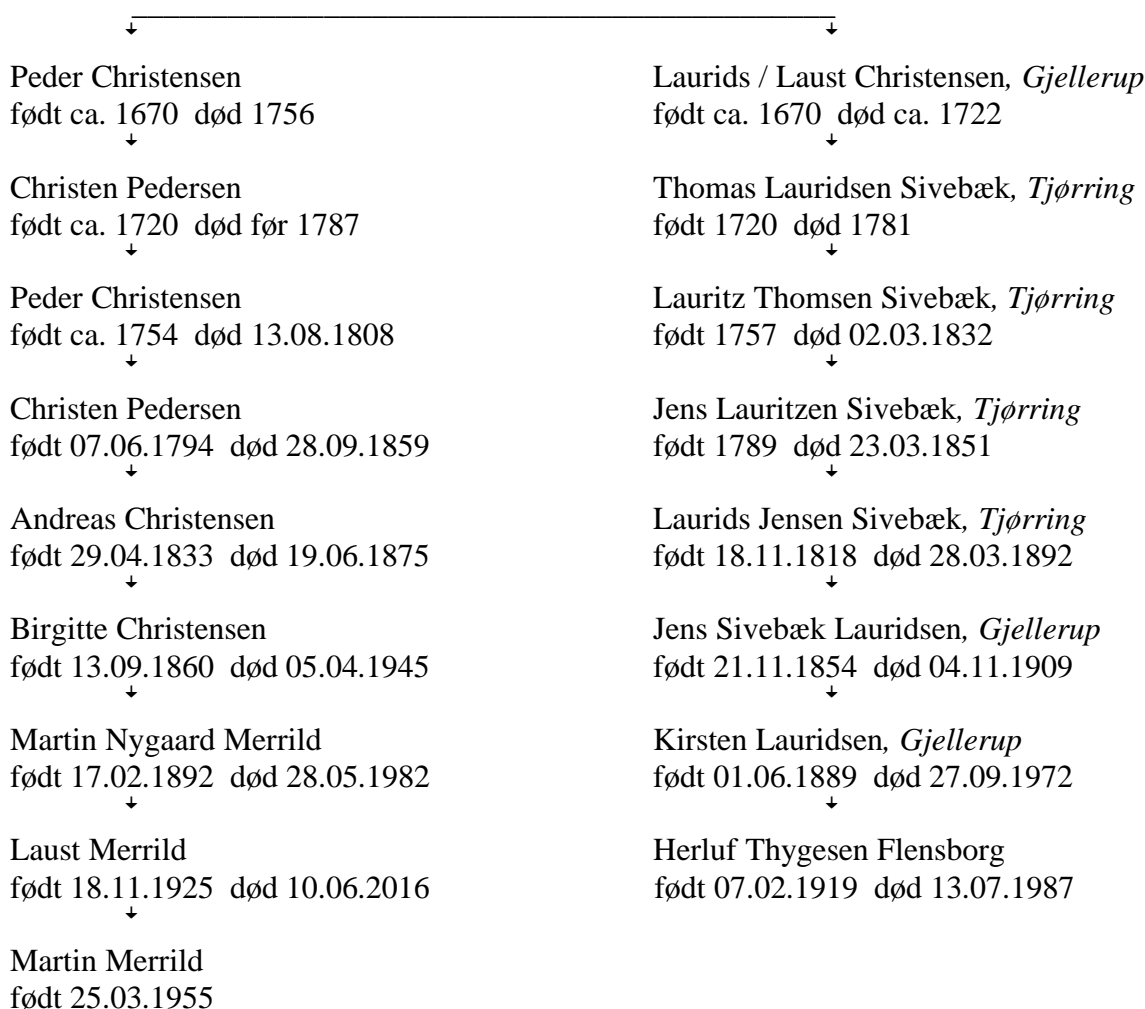 Peder Christensen
født ca. 1670 død 1756
Christen Pedersen
født ca. 1720 død før 1787
Peder Christensen
født ca. 1754 død 13.08.1808
Christen Pedersen
født 07.06.1794 død 28.09.1859
Andreas Christensen
født 29.04.1833 død 19.06.1875
Birgitte Christensen
født 13.09.1860 død 05.04.1945
Martin Nygaard Merrild
født 17.02.1892 død 28.05.1982
Laust Merrild
født 18.11.1925 død 10.06.2016
Martin Merrild
født 25.03.1955
Laurids / Laust Christensen, Gjellerup
født ca. 1670 død ca. 1722
Thomas Lauridsen Sivebæk, Tjørring
født 1720 død 1781
Lauritz Thomsen Sivebæk, Tjørring
født 1757 død 02.03.1832
Jens Lauritzen Sivebæk, Tjørring
født 1789 død 23.03.1851
Laurids Jensen Sivebæk, Tjørring
født 18.11.1818 død 28.03.1892
Jens Sivebæk Lauridsen, Gjellerup
født 21.11.1854 død 04.11.1909
Kirsten Lauridsen, Gjellerup
født 01.06.1889 død 27.09.1972
Herluf Thygesen Flensborg
født 07.02.1919 død 13.07.1987